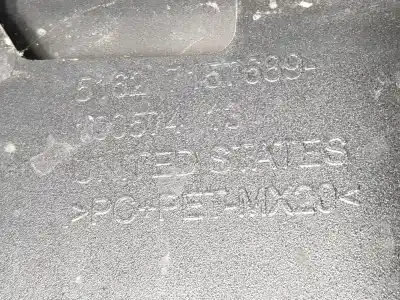 5162 7157689-
UNITED STATES
>PC+PET-MX20<